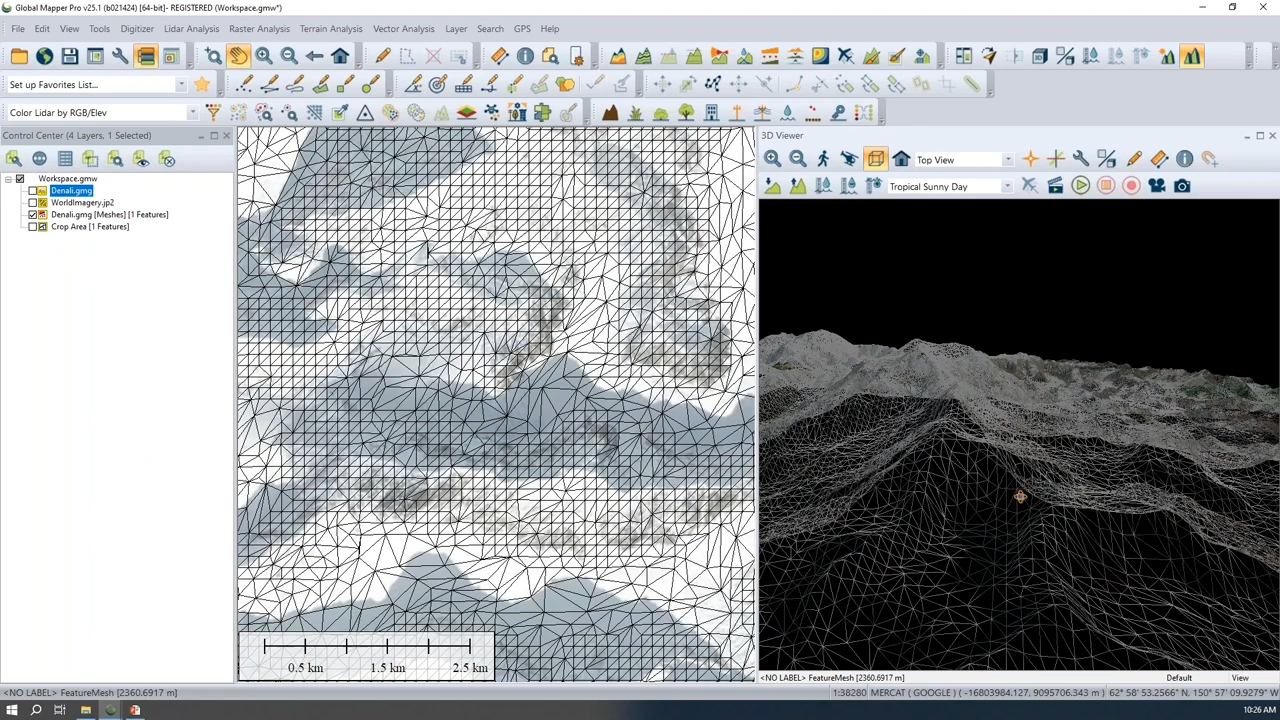 Global Mapper Pro v25.1 (b021424) [64-bit] - REGISTERED (Workspace.gmw*)
File Edit View Tools Digitizer Lidar Analysis Raster Analysis Terrain Analysis Vector Analysis Layer Search GPS Help
Set up Favorites List...
Color Lidar by RGB/Elev
Control Center (4 Layers, 1 Selected)
Workspace.gmw
Denali.gmg
WorldImagery.jp2
Denali.gmg [Meshes] [1 Features]
Crop Area [1 Features]
0.5 km 1.5 km 2.5 km
3D Viewer
Top View
Tropical Sunny Day
<NO LABEL> FeatureMesh [2360.6917 m]
Default
View
<NO LABEL> FeatureMesh [2360.6917 m]
1:38280 MERCAT ( GOOGLE ) ( -16803984.127, 9095706.343 m ) 62° 58' 53.2566" N, 150° 57' 09.9279" W
10:26 AM